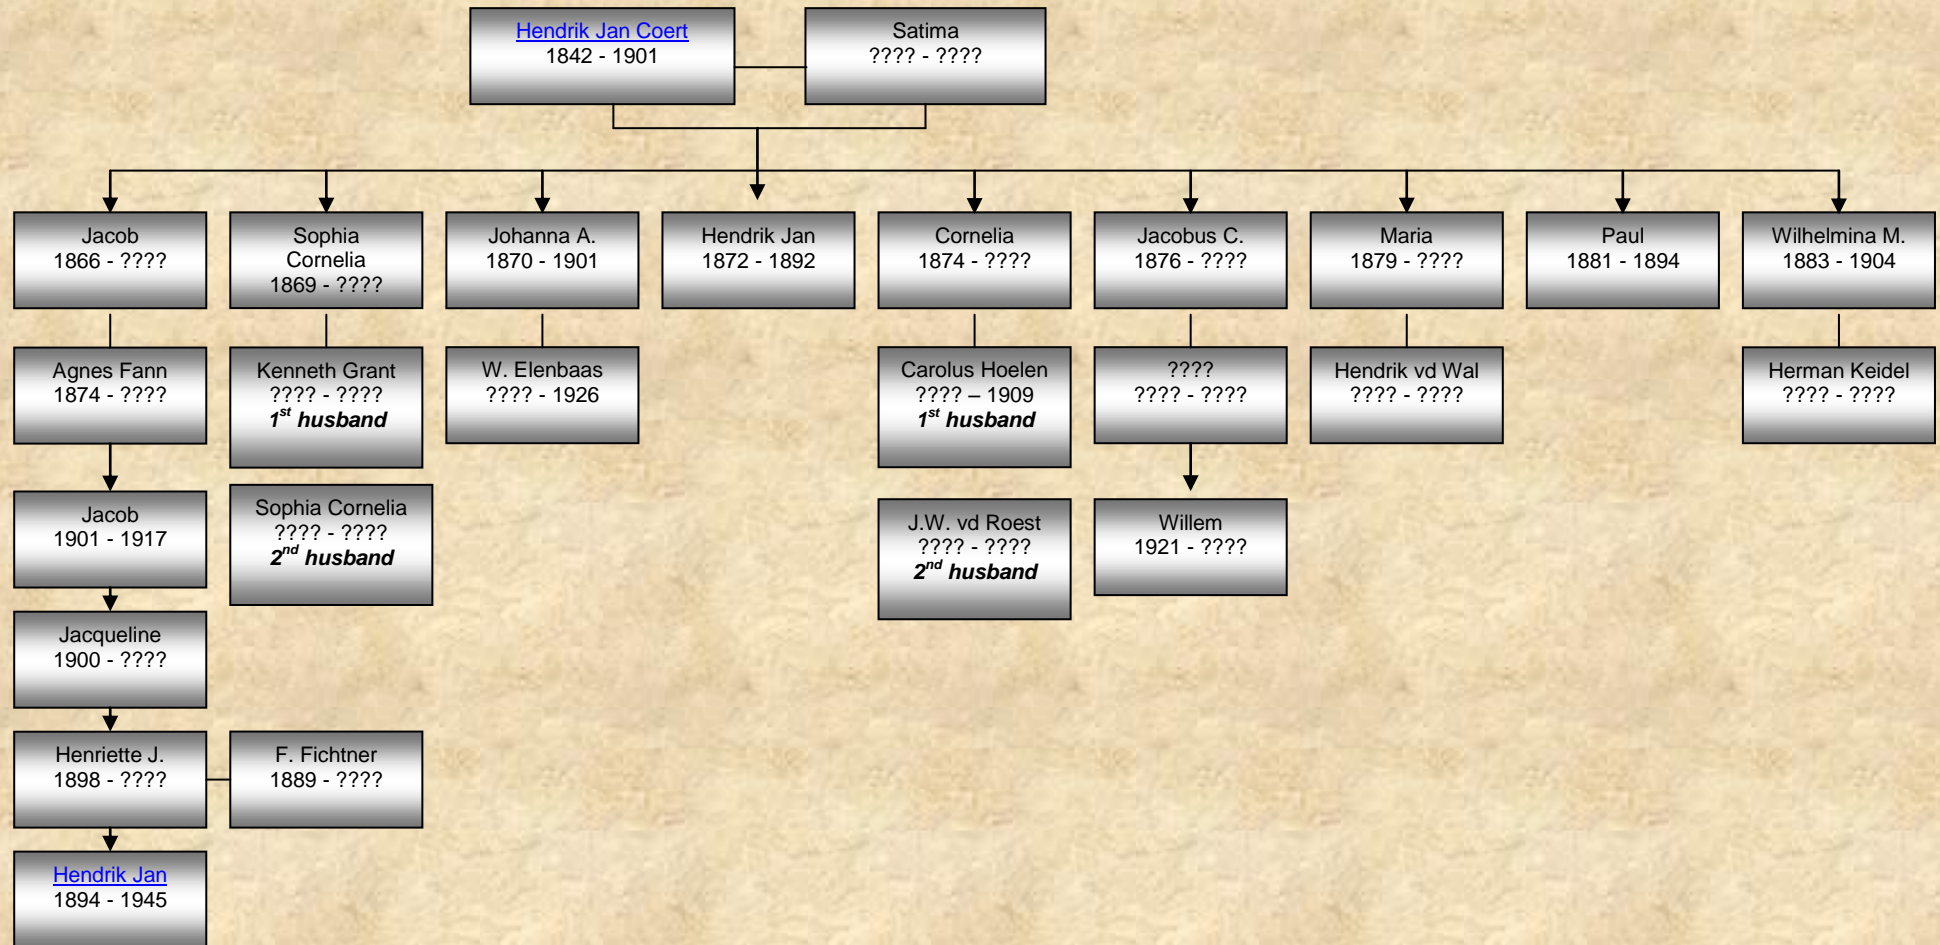 Hendrik Jan Coert
1842 - 1901
Satima
???? - ????
Jacob
1866 - ????
Sophia
Cornelia
1869 - ????
Johanna A.
1870 - 1901
Hendrik Jan
1872 - 1892
Cornelia
1874 - ????
Jacobus C.
1876 - ????
Maria
1879 - ????
Paul
1881 - 1894
Wilhelmina M.
1883 - 1904
Agnes Fann
1874 - ????
Kenneth Grant
???? - ????
1st husband
W. Elenbaas
???? - 1926
Carolus Hoelen
???? – 1909
1st husband
????
???? - ????
Hendrik vd Wal
???? - ????
Herman Keidel
???? - ????
Jacob
1901 - 1917
Sophia Cornelia
???? - ????
2nd husband
J.W. vd Roest
???? - ????
2nd husband
Willem
1921 - ????
Jacqueline
1900 - ????
Henriette J.
1898 - ????
F. Fichtner
1889 - ????
Hendrik Jan
1894 - 1945